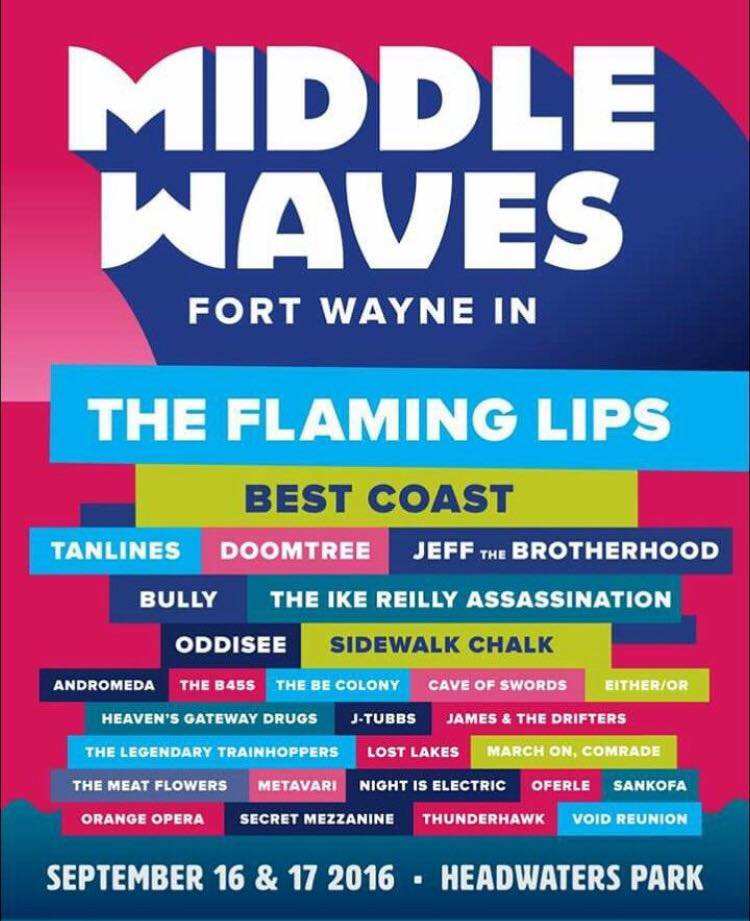 MIDDLE
WAVES
FORT WAYNE IN
THE FLAMING LIPS
BEST COAST
TANLINES DOOMTREE JEFF THE BROTHERHOOD
BULLY THE IKE REILLY ASSASSINATION
ODDISEE SIDEWALK CHALK
ANDROMEDA THE B45S THE BE COLONY CAVE OF SWORDS EITHER/OR
HEAVEN'S GATEWAY DRUGS J-TUBBS JAMES & THE DRIFTERS
THE LEGENDARY TRAINHOPPERS LOST LAKES MARCH ON, COMRADE
THE MEAT FLOWERS METAVARI NIGHT IS ELECTRIC OFERLE SANKOFA
ORANGE OPERA SECRET MEZZANINE THUNDERHAWK VOID REUNION
SEPTEMBER 16 & 17 2016 · HEADWATERS PARK